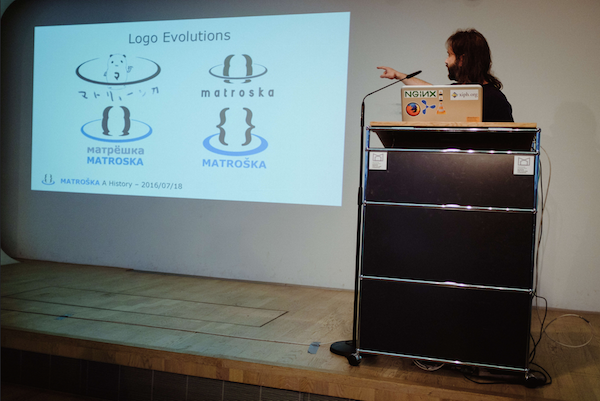 Logo Evolutions
マトリョーシカ
matroska
матрёшка
MATROSKA
MATROŠKA
MATROŠKA A History – 2016/07/18
NGINX